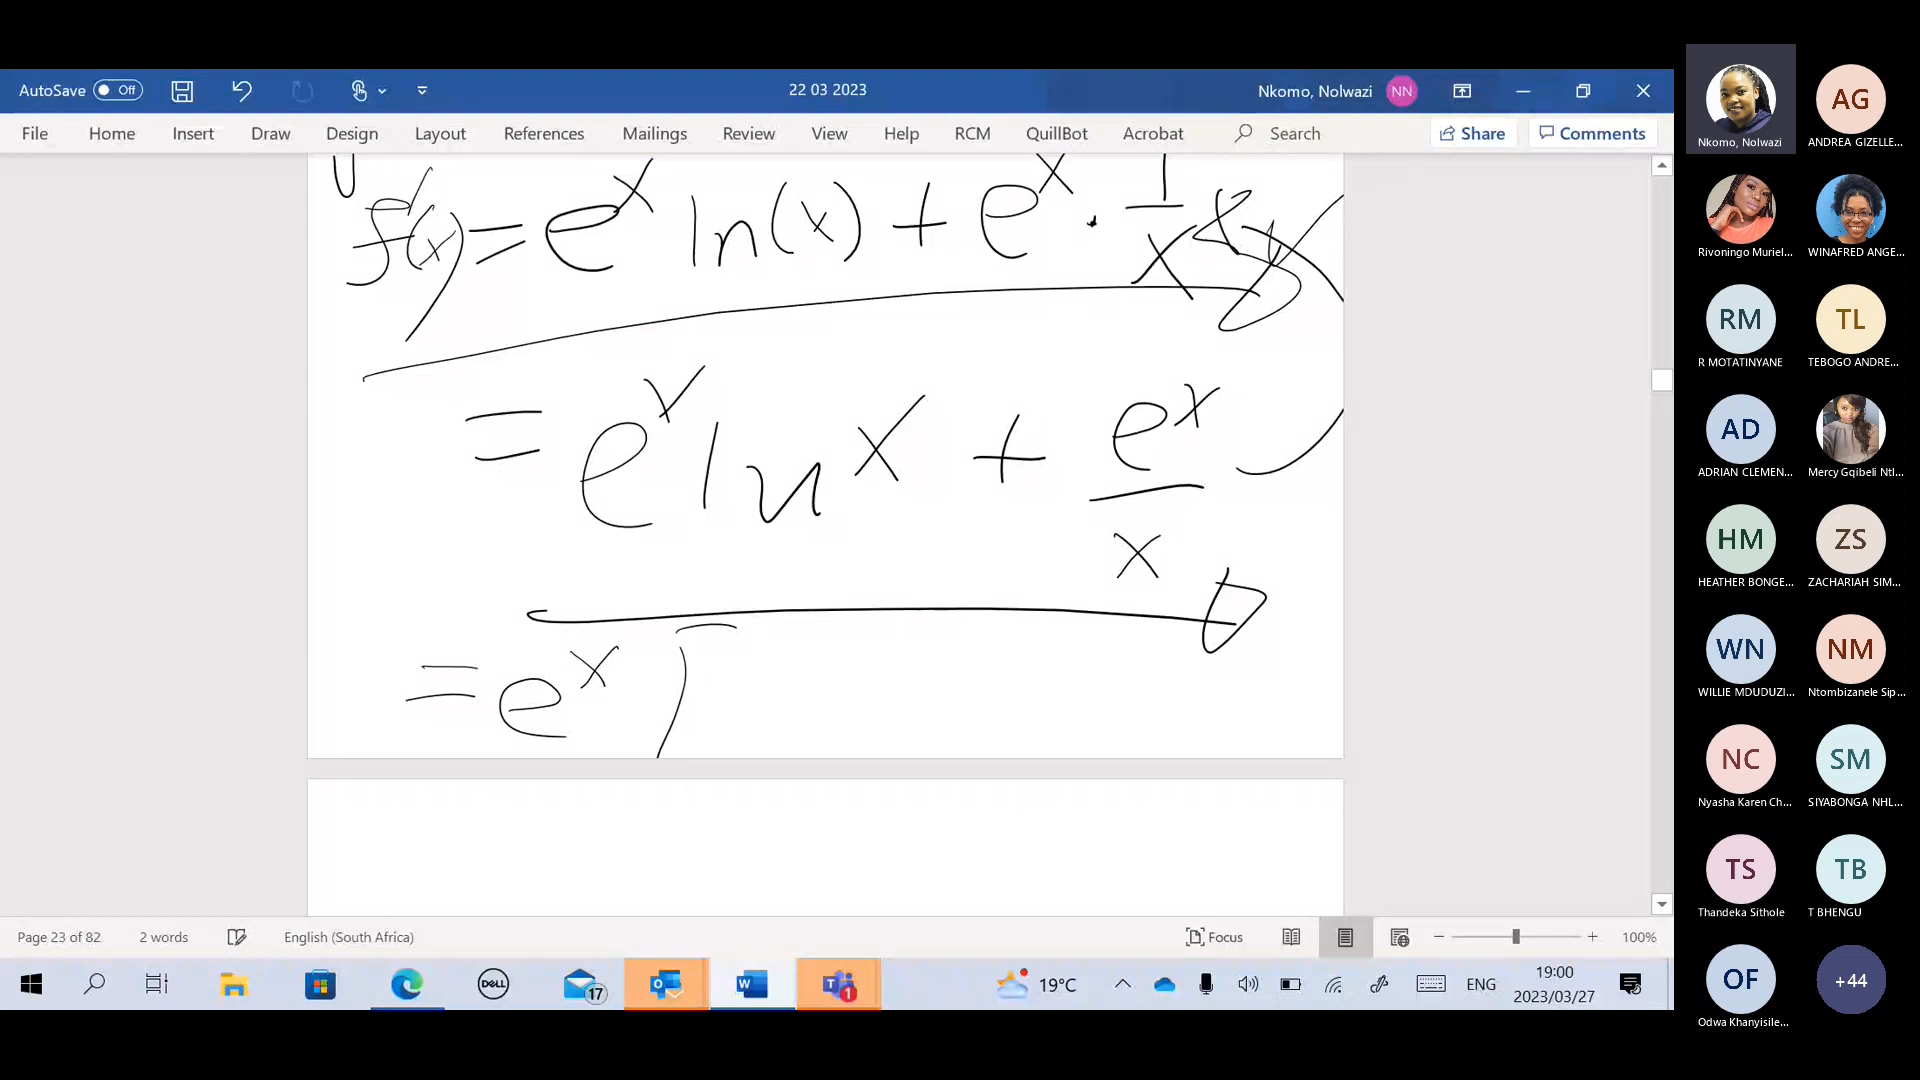 AutoSave Off 22 03 2023 Nkomo, Nolwazi NN
File Home Insert Draw Design Layout References Mailings Review View Help RCM QuillBot Acrobat Search Share Comments
f'(x) = e^x ln(x) + e^x · 1/x
= e^x ln x + e^x/x
= e^x
Page 23 of 82 2 words English (South Africa) Focus 100%
17 1 19°C ENG 19:00
2023/03/27
Nkomo, Nolwazi
AG
ANDREA GIZELLE...
Rivoningo Muriel...
WINAFRED ANGE...
RM
R MOTATINYANE
TL
TEBOGO ANDRE...
AD
ADRIAN CLEMEN...
Mercy Gqibeli Ntl...
HM
HEATHER BONGE...
ZS
ZACHARIAH SIM...
WN
WILLIE MDUDUZI...
NM
Ntombizanele Sip...
NC
Nyasha Karen Ch...
SM
SIYABONGA NHL...
TS
Thandeka Sithole
TB
T BHENGU
OF
Odwa Khanyisile...
+44